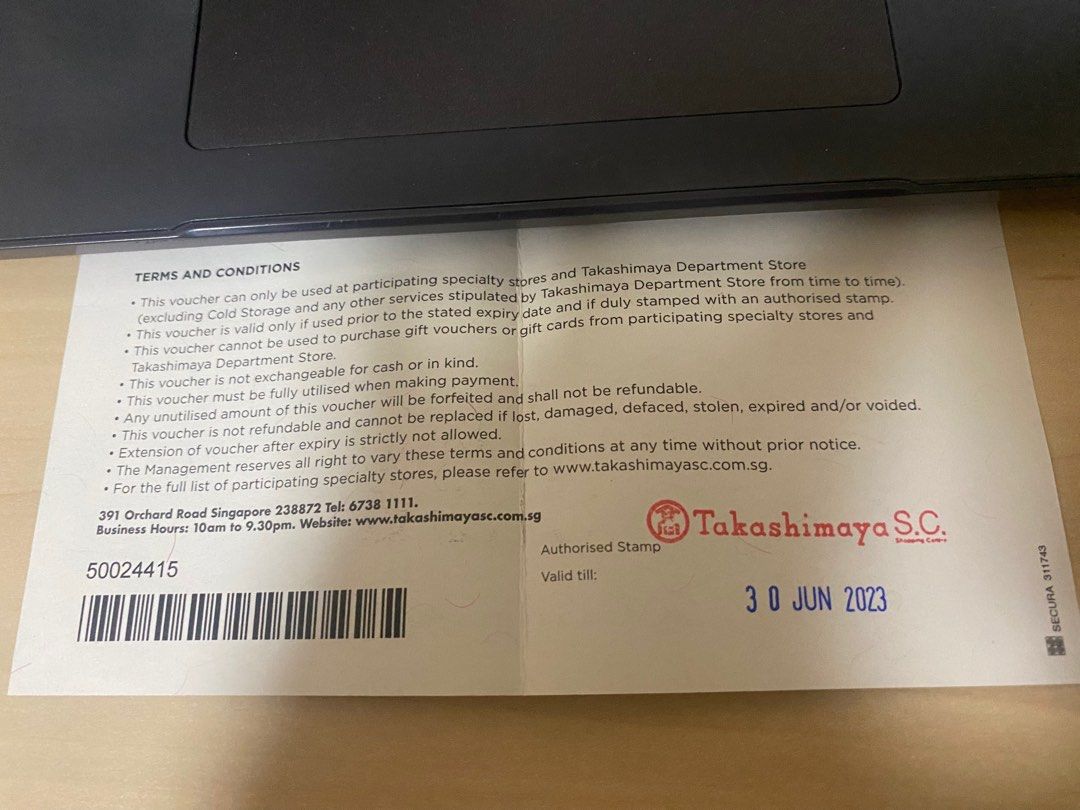 TERMS AND CONDITIONS
• This voucher can only be used at participating specialty stores and Takashimaya Department Store
(excluding Cold Storage and any other services stipulated by Takashimaya Department Store from time to time).
• This voucher is valid only if used prior to the stated expiry date and if duly stamped with an authorised stamp.
• This voucher cannot be used to purchase gift vouchers or gift cards from participating specialty stores and
Takashimaya Department Store.
• This voucher is not exchangeable for cash or in kind.
• This voucher must be fully utilised when making payment.
• Any unutilised amount of this voucher will be forfeited and shall not be refundable.
• This voucher is not refundable and cannot be replaced if lost, damaged, defaced, stolen, expired and/or voided.
• Extension of voucher after expiry is strictly not allowed.
• The Management reserves all right to vary these terms and conditions at any time without prior notice.
• For the full list of participating specialty stores, please refer to www.takashimayasc.com.sg.
391 Orchard Road Singapore 238872 Tel: 6738 1111.
Business Hours: 10am to 9.30pm. Website: www.takashimayasc.com.sg
Takashimaya S.C.
Shopping Centre
Authorised Stamp
Valid till:
30 JUN 2023
50024415
SECURA 311743